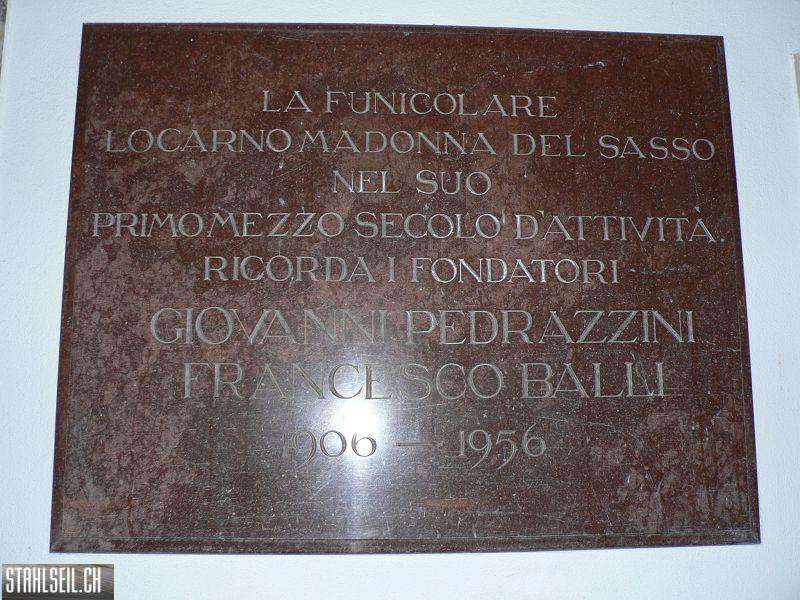 LA FUNICOLARE
LOCARNO MADONNA DEL SASSO
NEL SUO
PRIMO MEZZO SECOLO D'ATTIVITÀ
RICORDA I FONDATORI
GIOVANNI PEDRAZZINI
FRANCESCO BALLI
1906 — 1956
STAHLSEIL.CH